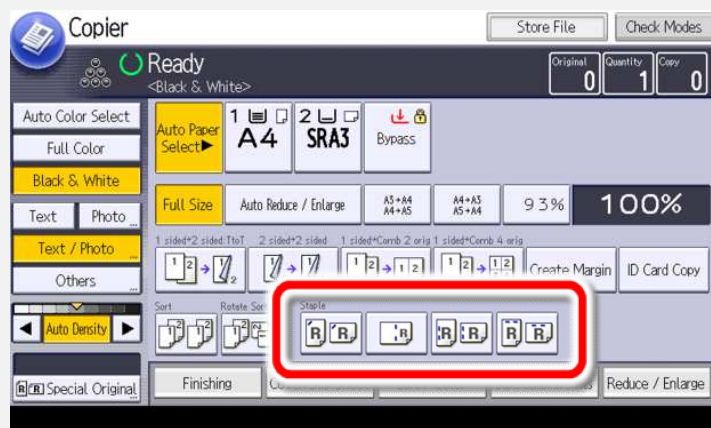 Copier
Store File
Check Modes
Ready
<Black & White>
Original
0
Quantity
1
Copy
0
Auto Color Select
Full Color
Black & White
Text
Photo
Text / Photo
Others
Auto Density
Special Original
Auto Paper Select▶
1
A4
2
SRA3
Bypass
Full Size
Auto Reduce / Enlarge
A3→A4
A4→A5
A4→A3
A5→A4
93%
100%
1 sided→2 sided:TtoT
2 sided→2 sided
1 sided→Comb 2 orig
1 sided→Comb 4 orig
Create Margin
ID Card Copy
Sort
Staple
Finishing
Reduce / Enlarge